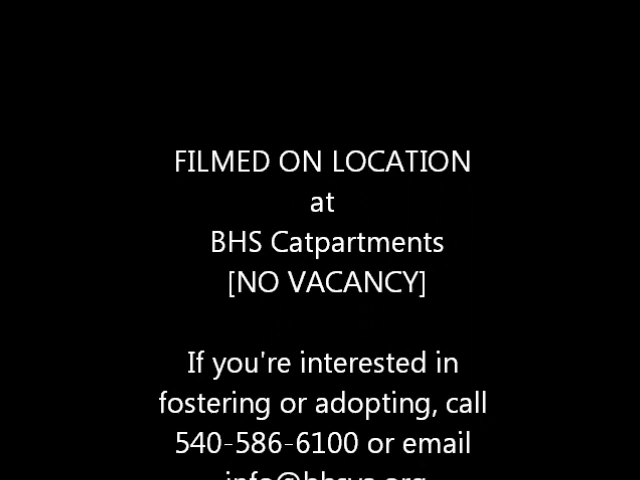 FILMED ON LOCATION
at
BHS Catpartments
[NO VACANCY]
If you're interested in
fostering or adopting, call
540-586-6100 or email